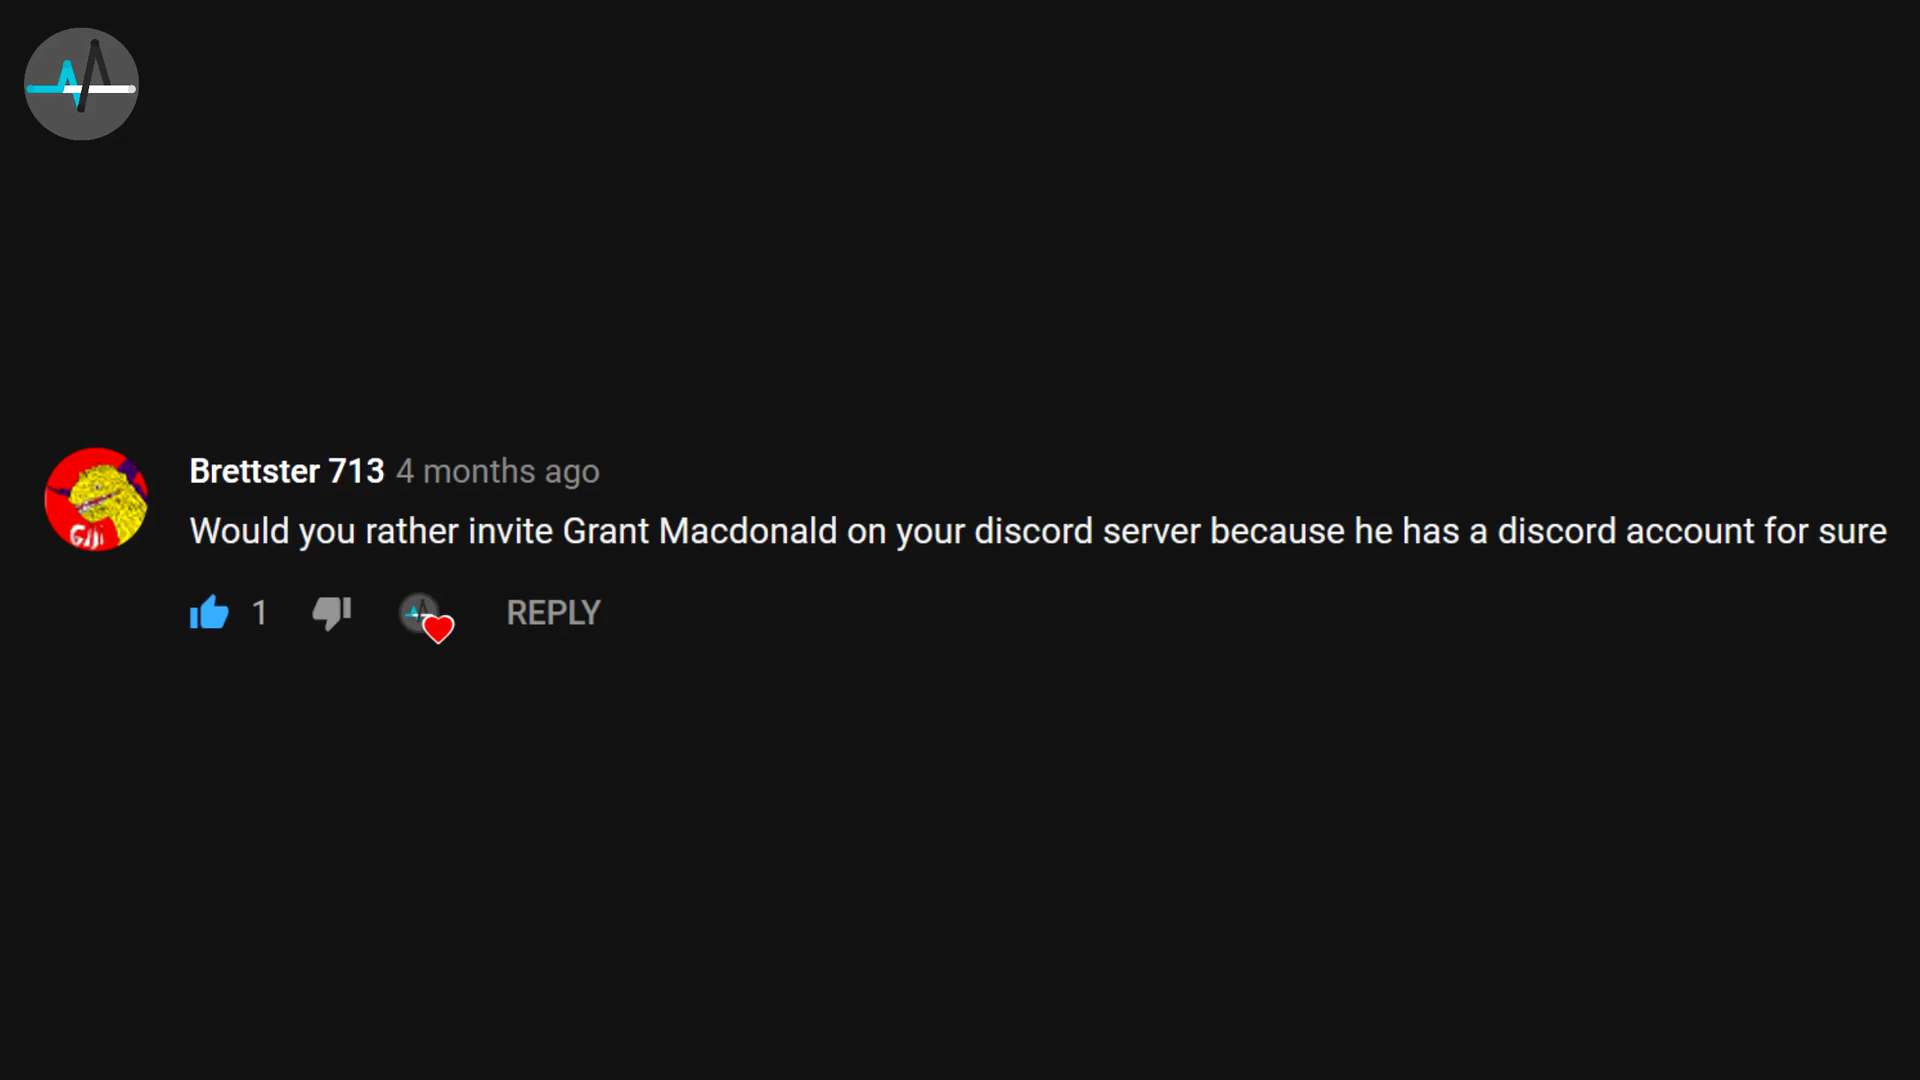 Brettster 713 4 months ago
Would you rather invite Grant Macdonald on your discord server because he has a discord account for sure
1 REPLY